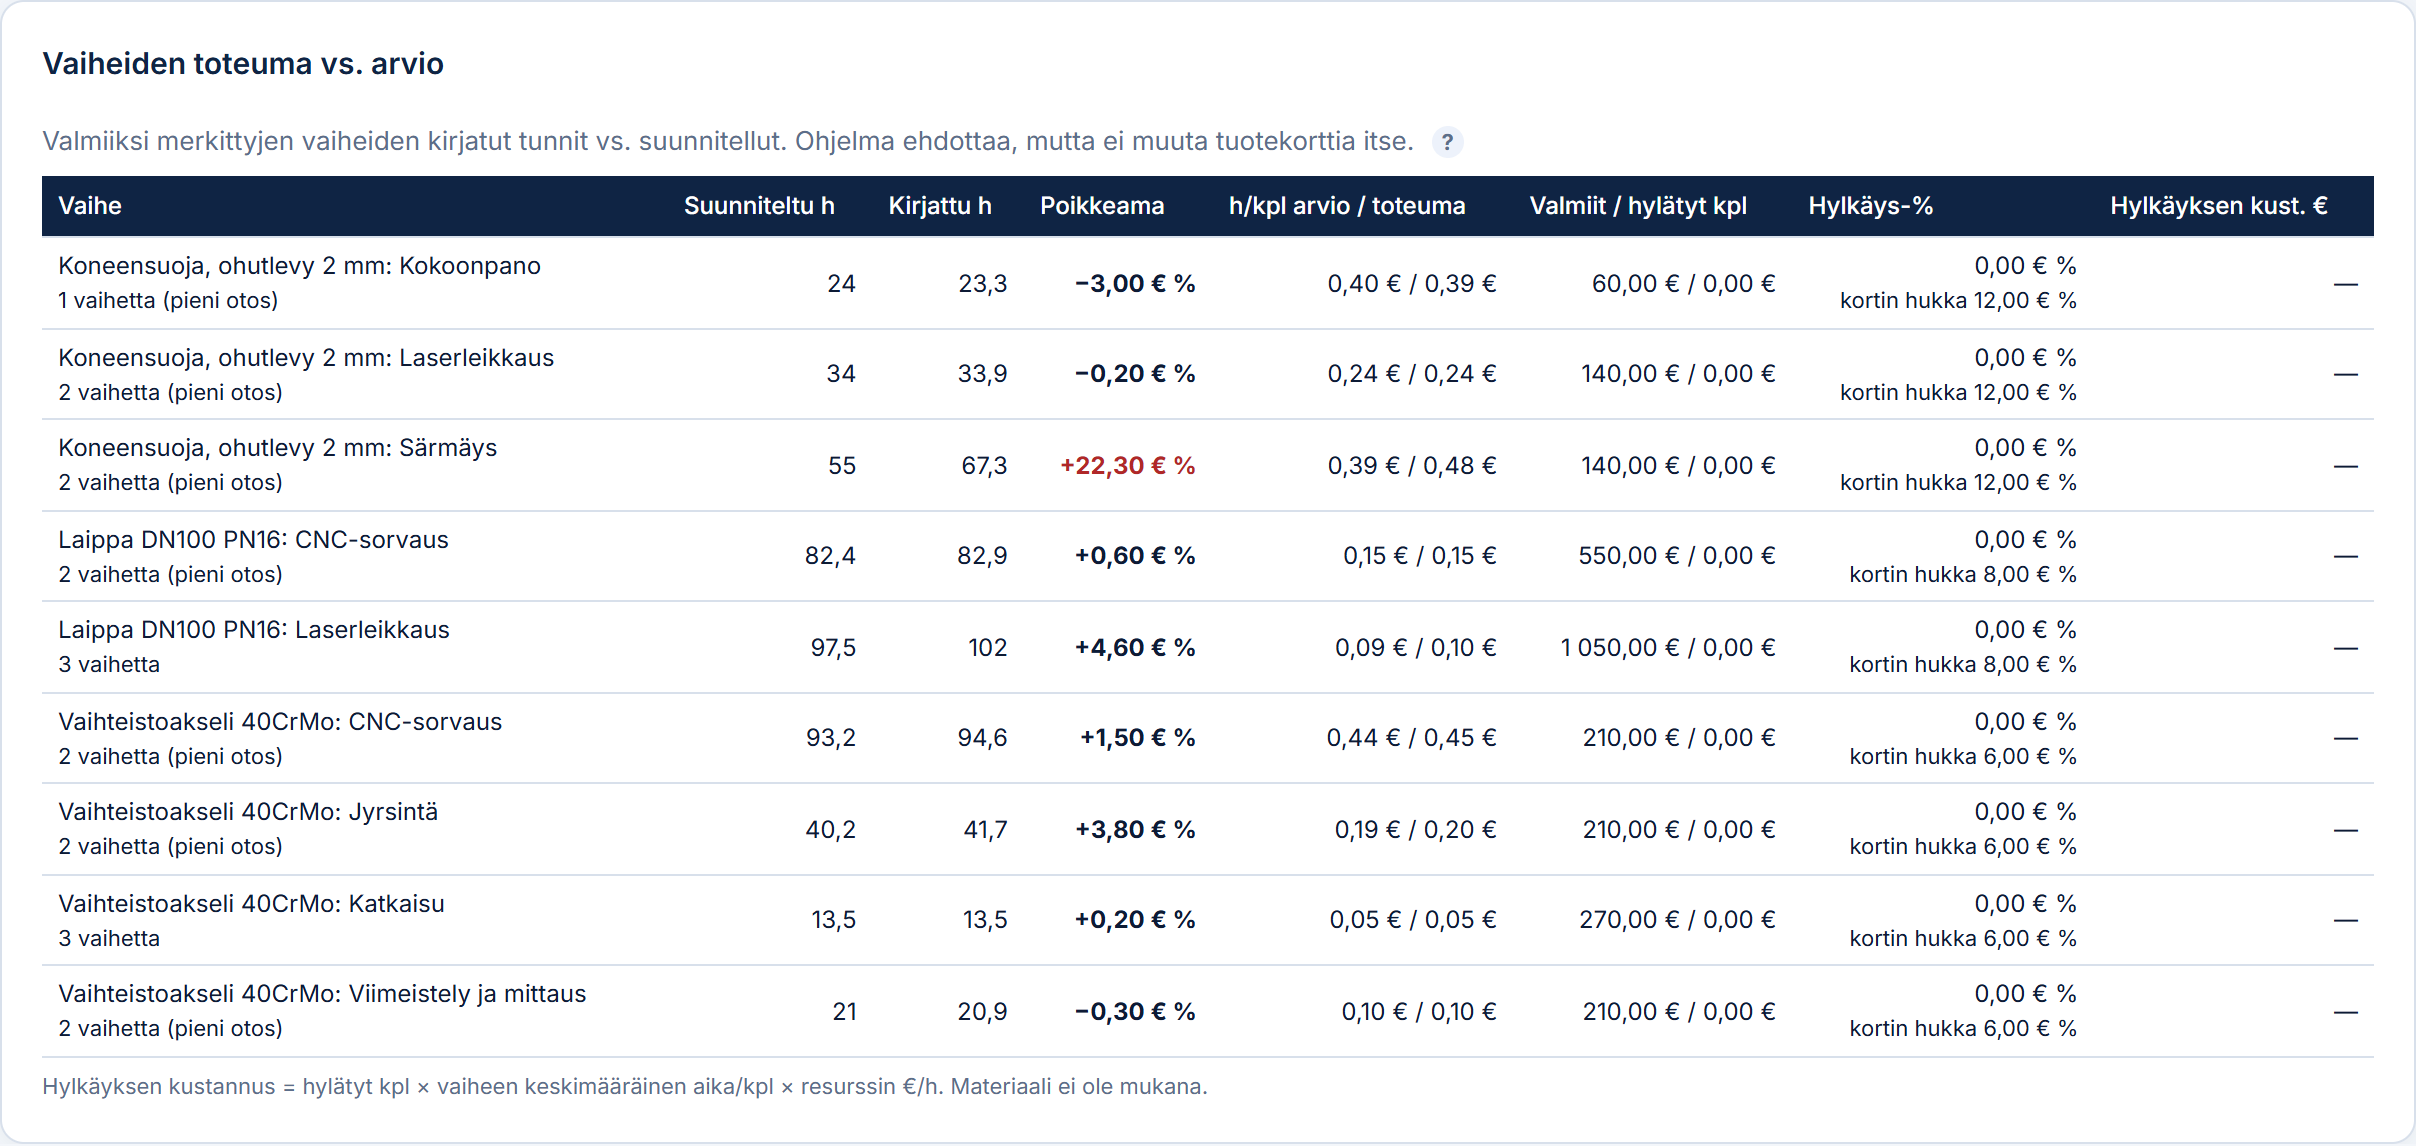 Vaiheiden toteuma vs. arvio
Valmiiksi merkittyjen vaiheiden kirjatut tunnit vs. suunnitellut. Ohjelma ehdottaa, mutta ei muuta tuotekorttia itse. ?
Vaihe Suunniteltu h Kirjattu h Poikkeama h/kpl arvio / toteuma Valmiit / hylätyt kpl Hylkäys-% Hylkäyksen kust. €
Koneensuoja, ohutlevy 2 mm: Kokoonpano 24 23,3 −3,00 € % 0,40 € / 0,39 € 60,00 € / 0,00 € 0,00 € % —
1 vaihetta (pieni otos) kortin hukka 12,00 € %
Koneensuoja, ohutlevy 2 mm: Laserleikkaus 34 33,9 −0,20 € % 0,24 € / 0,24 € 140,00 € / 0,00 € 0,00 € % —
2 vaihetta (pieni otos) kortin hukka 12,00 € %
Koneensuoja, ohutlevy 2 mm: Särmäys 55 67,3 +22,30 € % 0,39 € / 0,48 € 140,00 € / 0,00 € 0,00 € % —
2 vaihetta (pieni otos) kortin hukka 12,00 € %
Laippa DN100 PN16: CNC-sorvaus 82,4 82,9 +0,60 € % 0,15 € / 0,15 € 550,00 € / 0,00 € 0,00 € % —
2 vaihetta (pieni otos) kortin hukka 8,00 € %
Laippa DN100 PN16: Laserleikkaus 97,5 102 +4,60 € % 0,09 € / 0,10 € 1 050,00 € / 0,00 € 0,00 € % —
3 vaihetta kortin hukka 8,00 € %
Vaihteistoakseli 40CrMo: CNC-sorvaus 93,2 94,6 +1,50 € % 0,44 € / 0,45 € 210,00 € / 0,00 € 0,00 € % —
2 vaihetta (pieni otos) kortin hukka 6,00 € %
Vaihteistoakseli 40CrMo: Jyrsintä 40,2 41,7 +3,80 € % 0,19 € / 0,20 € 210,00 € / 0,00 € 0,00 € % —
2 vaihetta (pieni otos) kortin hukka 6,00 € %
Vaihteistoakseli 40CrMo: Katkaisu 13,5 13,5 +0,20 € % 0,05 € / 0,05 € 270,00 € / 0,00 € 0,00 € % —
3 vaihetta kortin hukka 6,00 € %
Vaihteistoakseli 40CrMo: Viimeistely ja mittaus 21 20,9 −0,30 € % 0,10 € / 0,10 € 210,00 € / 0,00 € 0,00 € % —
2 vaihetta (pieni otos) kortin hukka 6,00 € %
Hylkäyksen kustannus = hylätyt kpl × vaiheen keskimääräinen aika/kpl × resurssin €/h. Materiaali ei ole mukana.